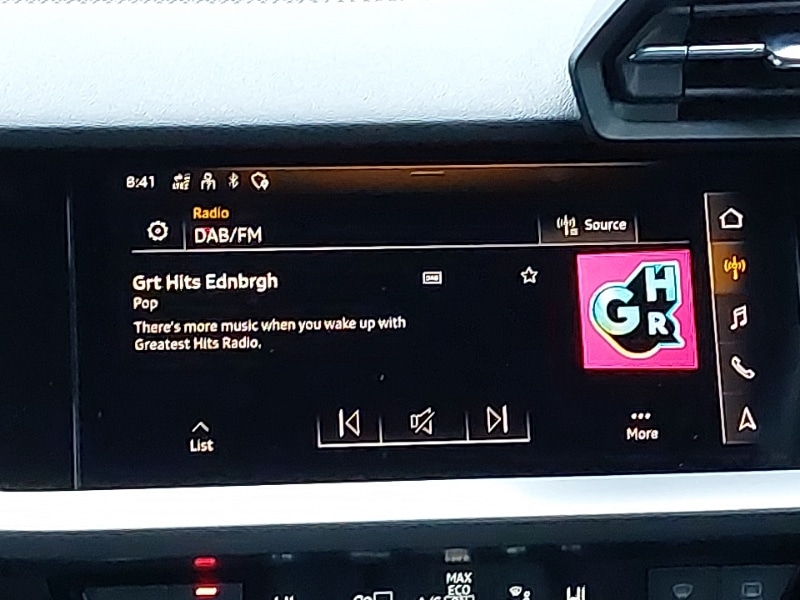 8:41
Radio
DAB/FM
Source
Grt Hits Ednbrgh
DAB
Pop
There's more music when you wake up with
Greatest Hits Radio.
GHR
List
More
MAX
ECO